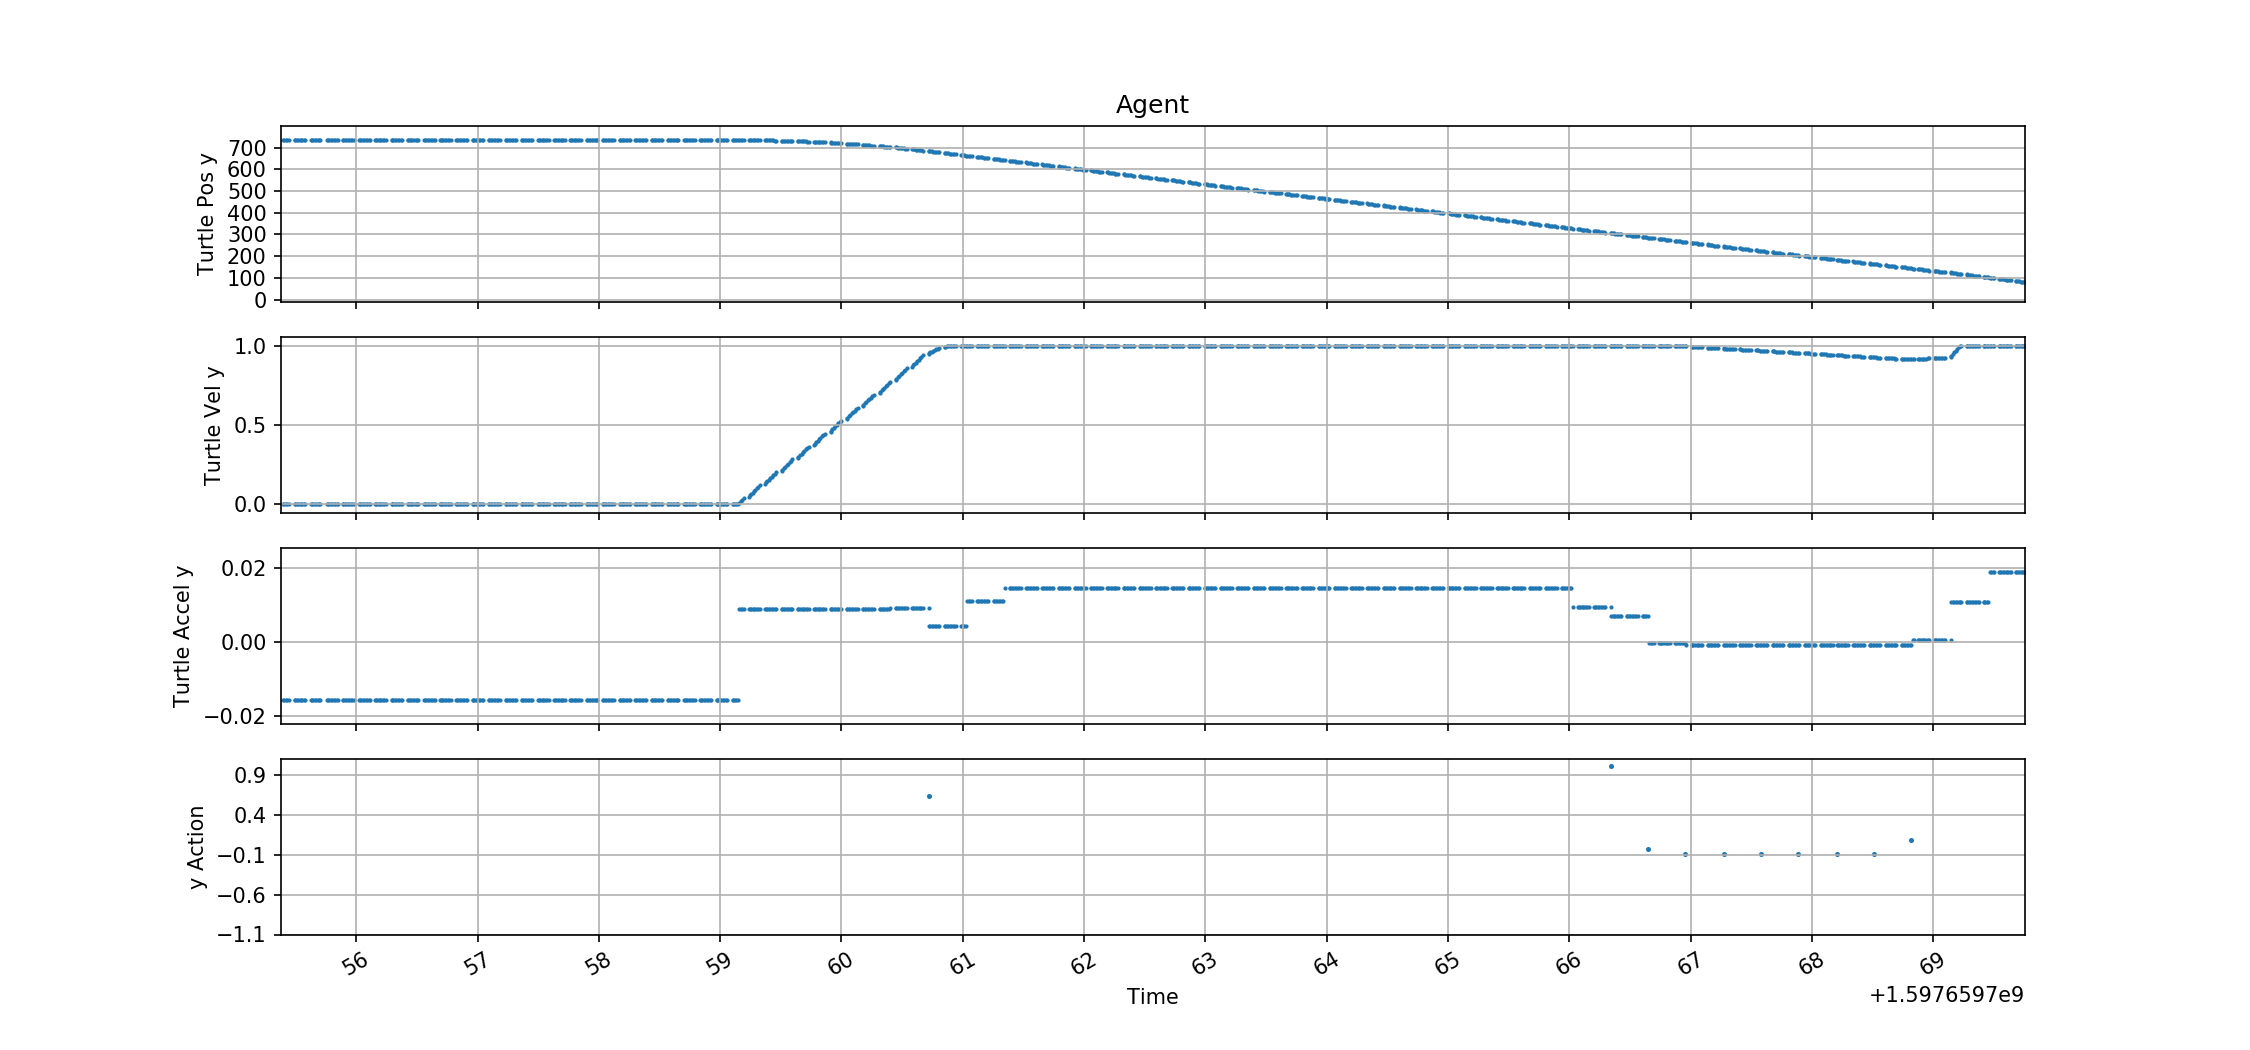 Agent
Turtle Pos y
700
600
500
400
300
200
100
0
Turtle Vel y
1.0
0.5
0.0
Turtle Accel y
0.02
0.00
−0.02
y Action
0.9
0.4
−0.1
−0.6
−1.1
56 57 58 59 60 61 62 63 64 65 66 67 68 69
Time
+1.5976597e9